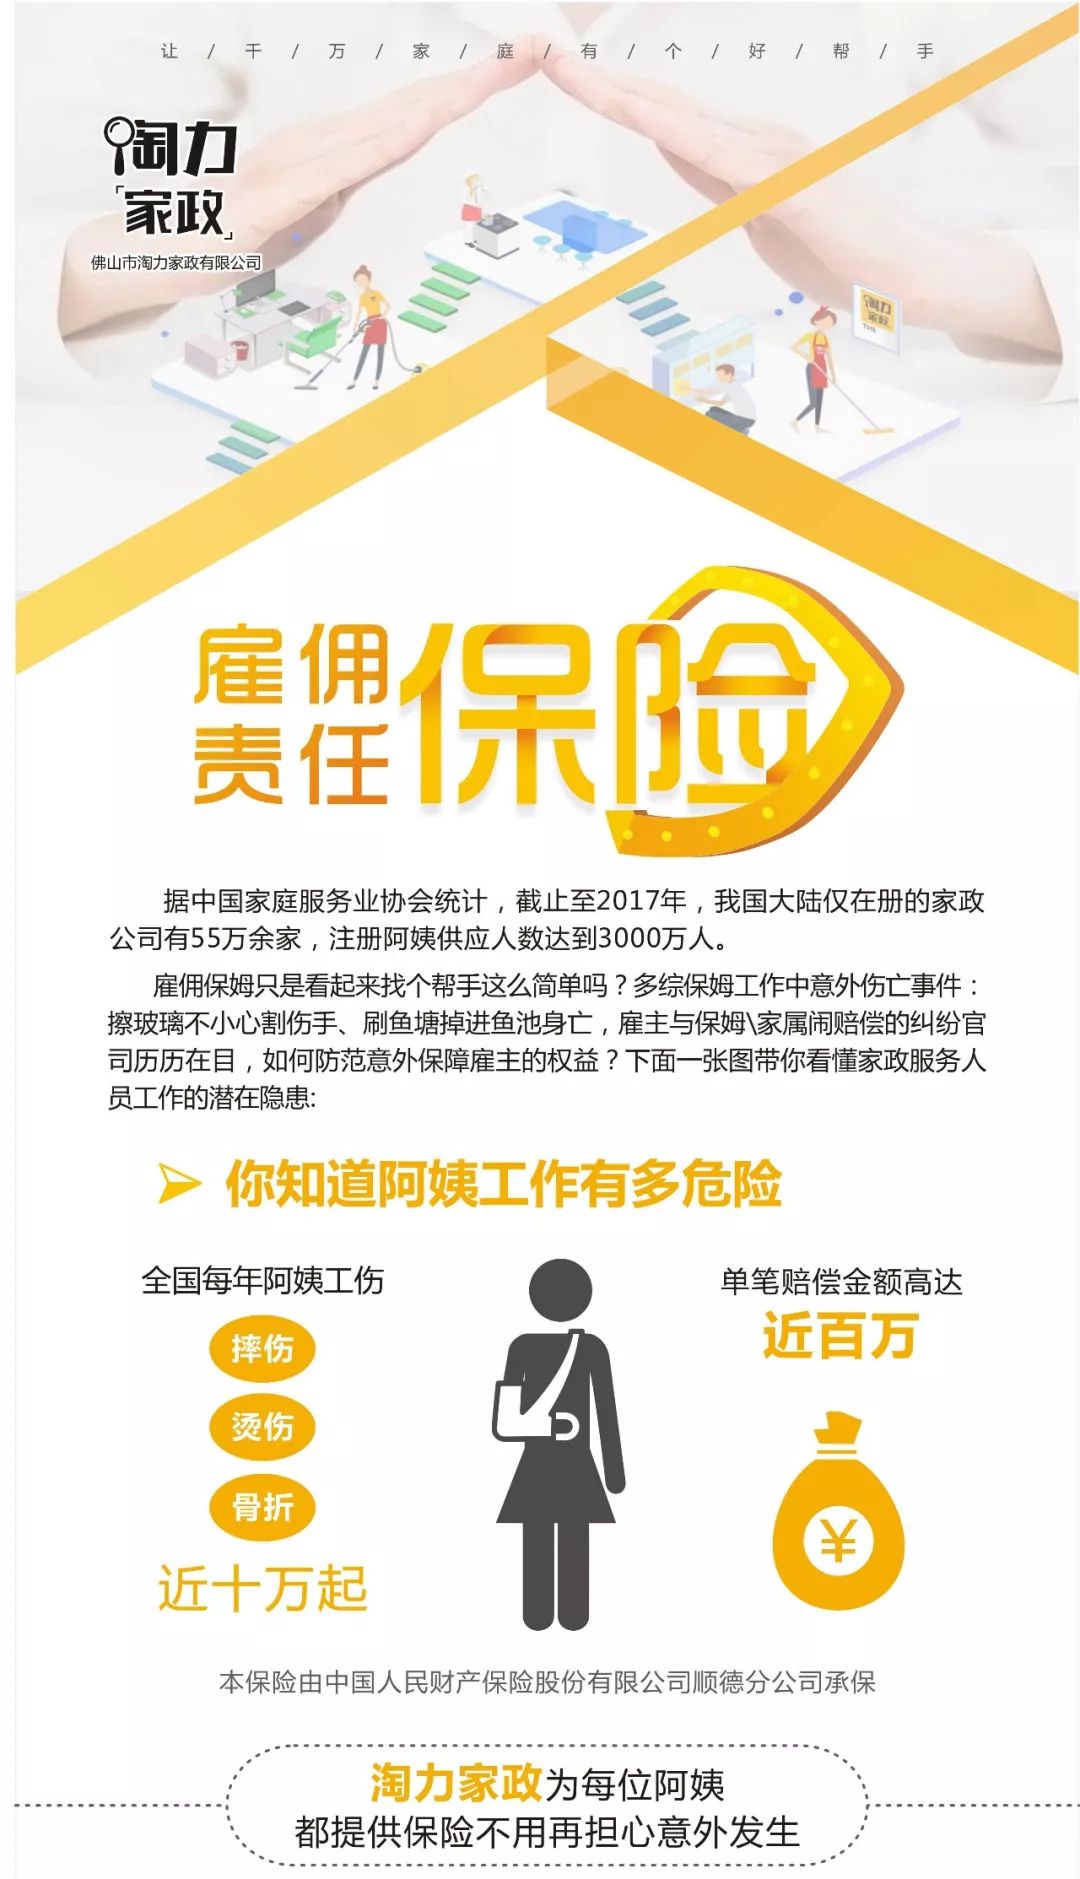 让/千/万/家/庭/有/个/好/帮/手
淘力
「家政」
佛山市淘力家政有限公司
淘力
家政
雇佣
责任
保险
据中国家庭服务业协会统计，截止至2017年，我国大陆仅在册的家政
公司有55万余家，注册阿姨供应人数达到3000万人。
雇佣保姆只是看起来找个帮手这么简单吗？多综保姆工作中意外伤亡事件：
擦玻璃不小心割伤手、刷鱼塘掉进鱼池身亡，雇主与保姆\家属闹赔偿的纠纷官
司历历在目，如何防范意外保障雇主的权益？下面一张图带你看懂家政服务人
员工作的潜在隐患:
你知道阿姨工作有多危险
全国每年阿姨工伤
摔伤
烫伤
骨折
近十万起
单笔赔偿金额高达
近百万
¥
本保险由中国人民财产保险股份有限公司顺德分公司承保
淘力家政为每位阿姨
都提供保险不用再担心意外发生